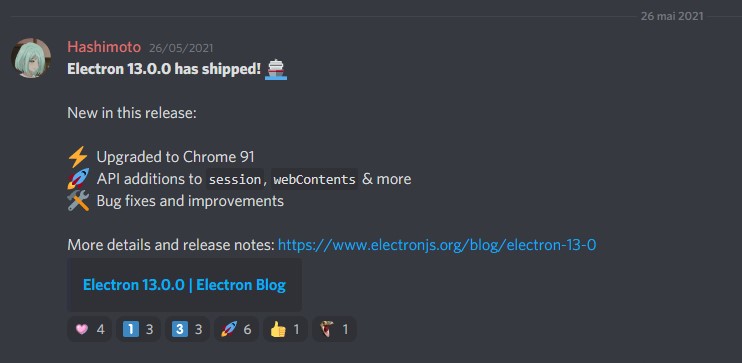 26 mai 2021
Hashimoto 26/05/2021
Electron 13.0.0 has shipped! 🚢
New in this release:
⚡ Upgraded to Chrome 91
🚀 API additions to session, webContents & more
🛠️ Bug fixes and improvements
More details and release notes: https://www.electronjs.org/blog/electron-13-0
Electron 13.0.0 | Electron Blog
💗 4 1️⃣ 3 3️⃣ 3 🚀 6 👍 1 1